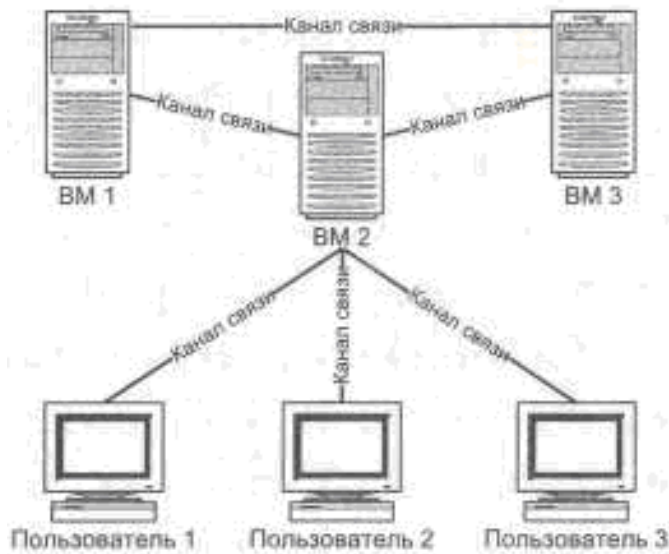 Канал связи
Канал связи
Канал связи
ВМ 1
ВМ 3
ВМ 2
Канал связи
Канал связи
Канал связи
Пользователь 1
Пользователь 2
Пользователь 3